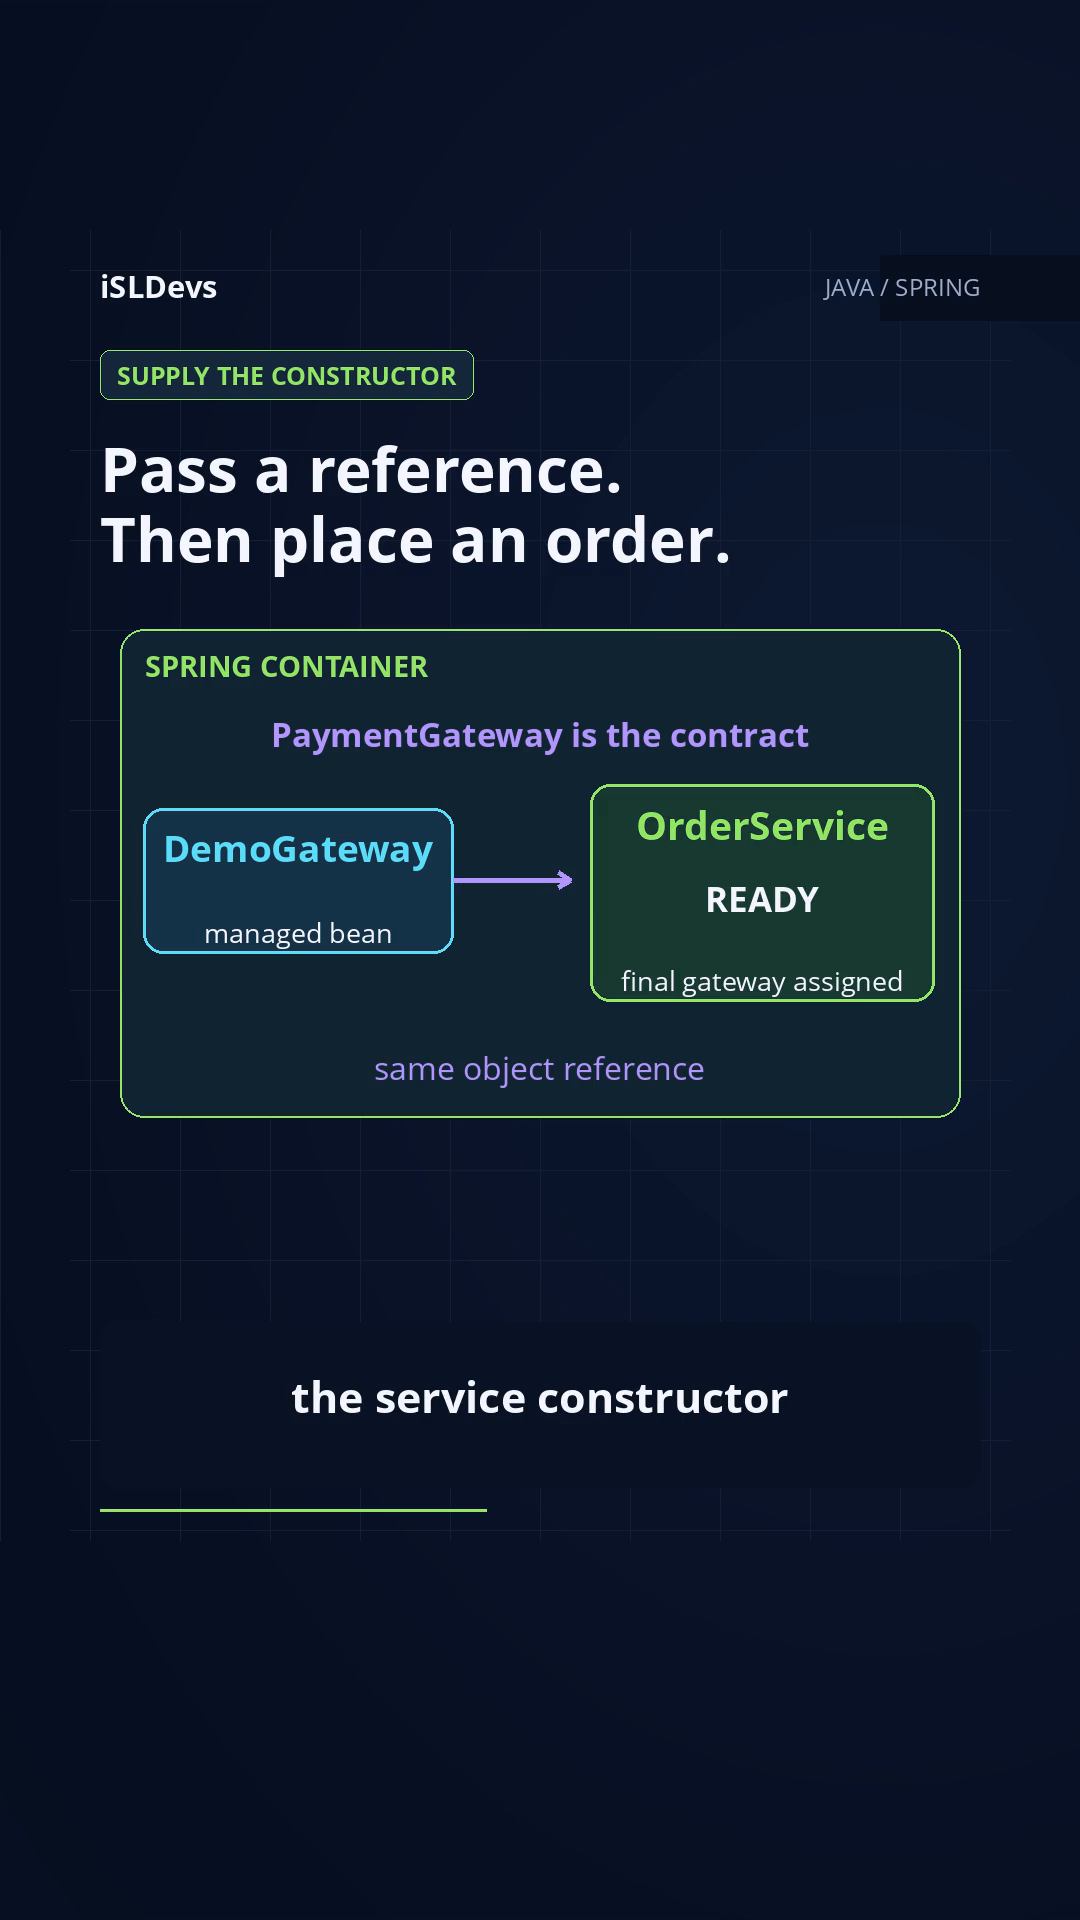 iSLDevs
JAVA / SPRING
SUPPLY THE CONSTRUCTOR
Pass a reference.
Then place an order.
SPRING CONTAINER
PaymentGateway is the contract
DemoGateway
managed bean
OrderService
READY
final gateway assigned
same object reference
the service constructor